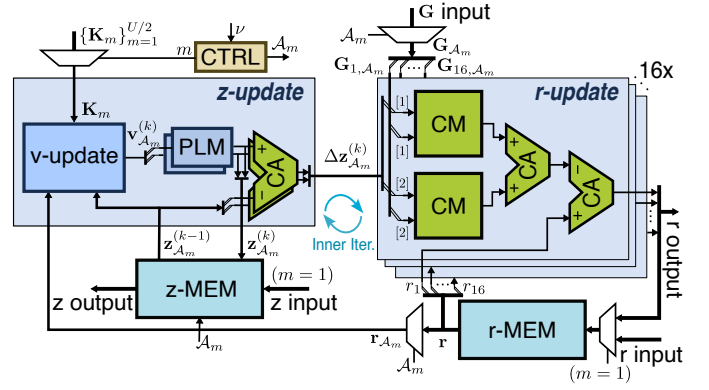 G input
{K_m}_{m=1}^{U/2}
ν
m
CTRL
A_m
A_m
G_{A_m}
G_{1,A_m}
G_{16,A_m}
16x
K_m
z-update
r-update
v-update
v_{A_m}^{(k)}
PLM
+
−
CA
Δz_{A_m}^{(k)}
[1]
[1]
CM
[2]
[2]
CM
+
+
CA
−
+
CA
Inner Iter.
z_{A_m}^{(k-1)}
z_{A_m}^{(k)}
z output
z-MEM
(m = 1)
z input
A_m
r_1
r_16
r output
r_{A_m}
r
r-MEM
A_m
(m = 1)
r input